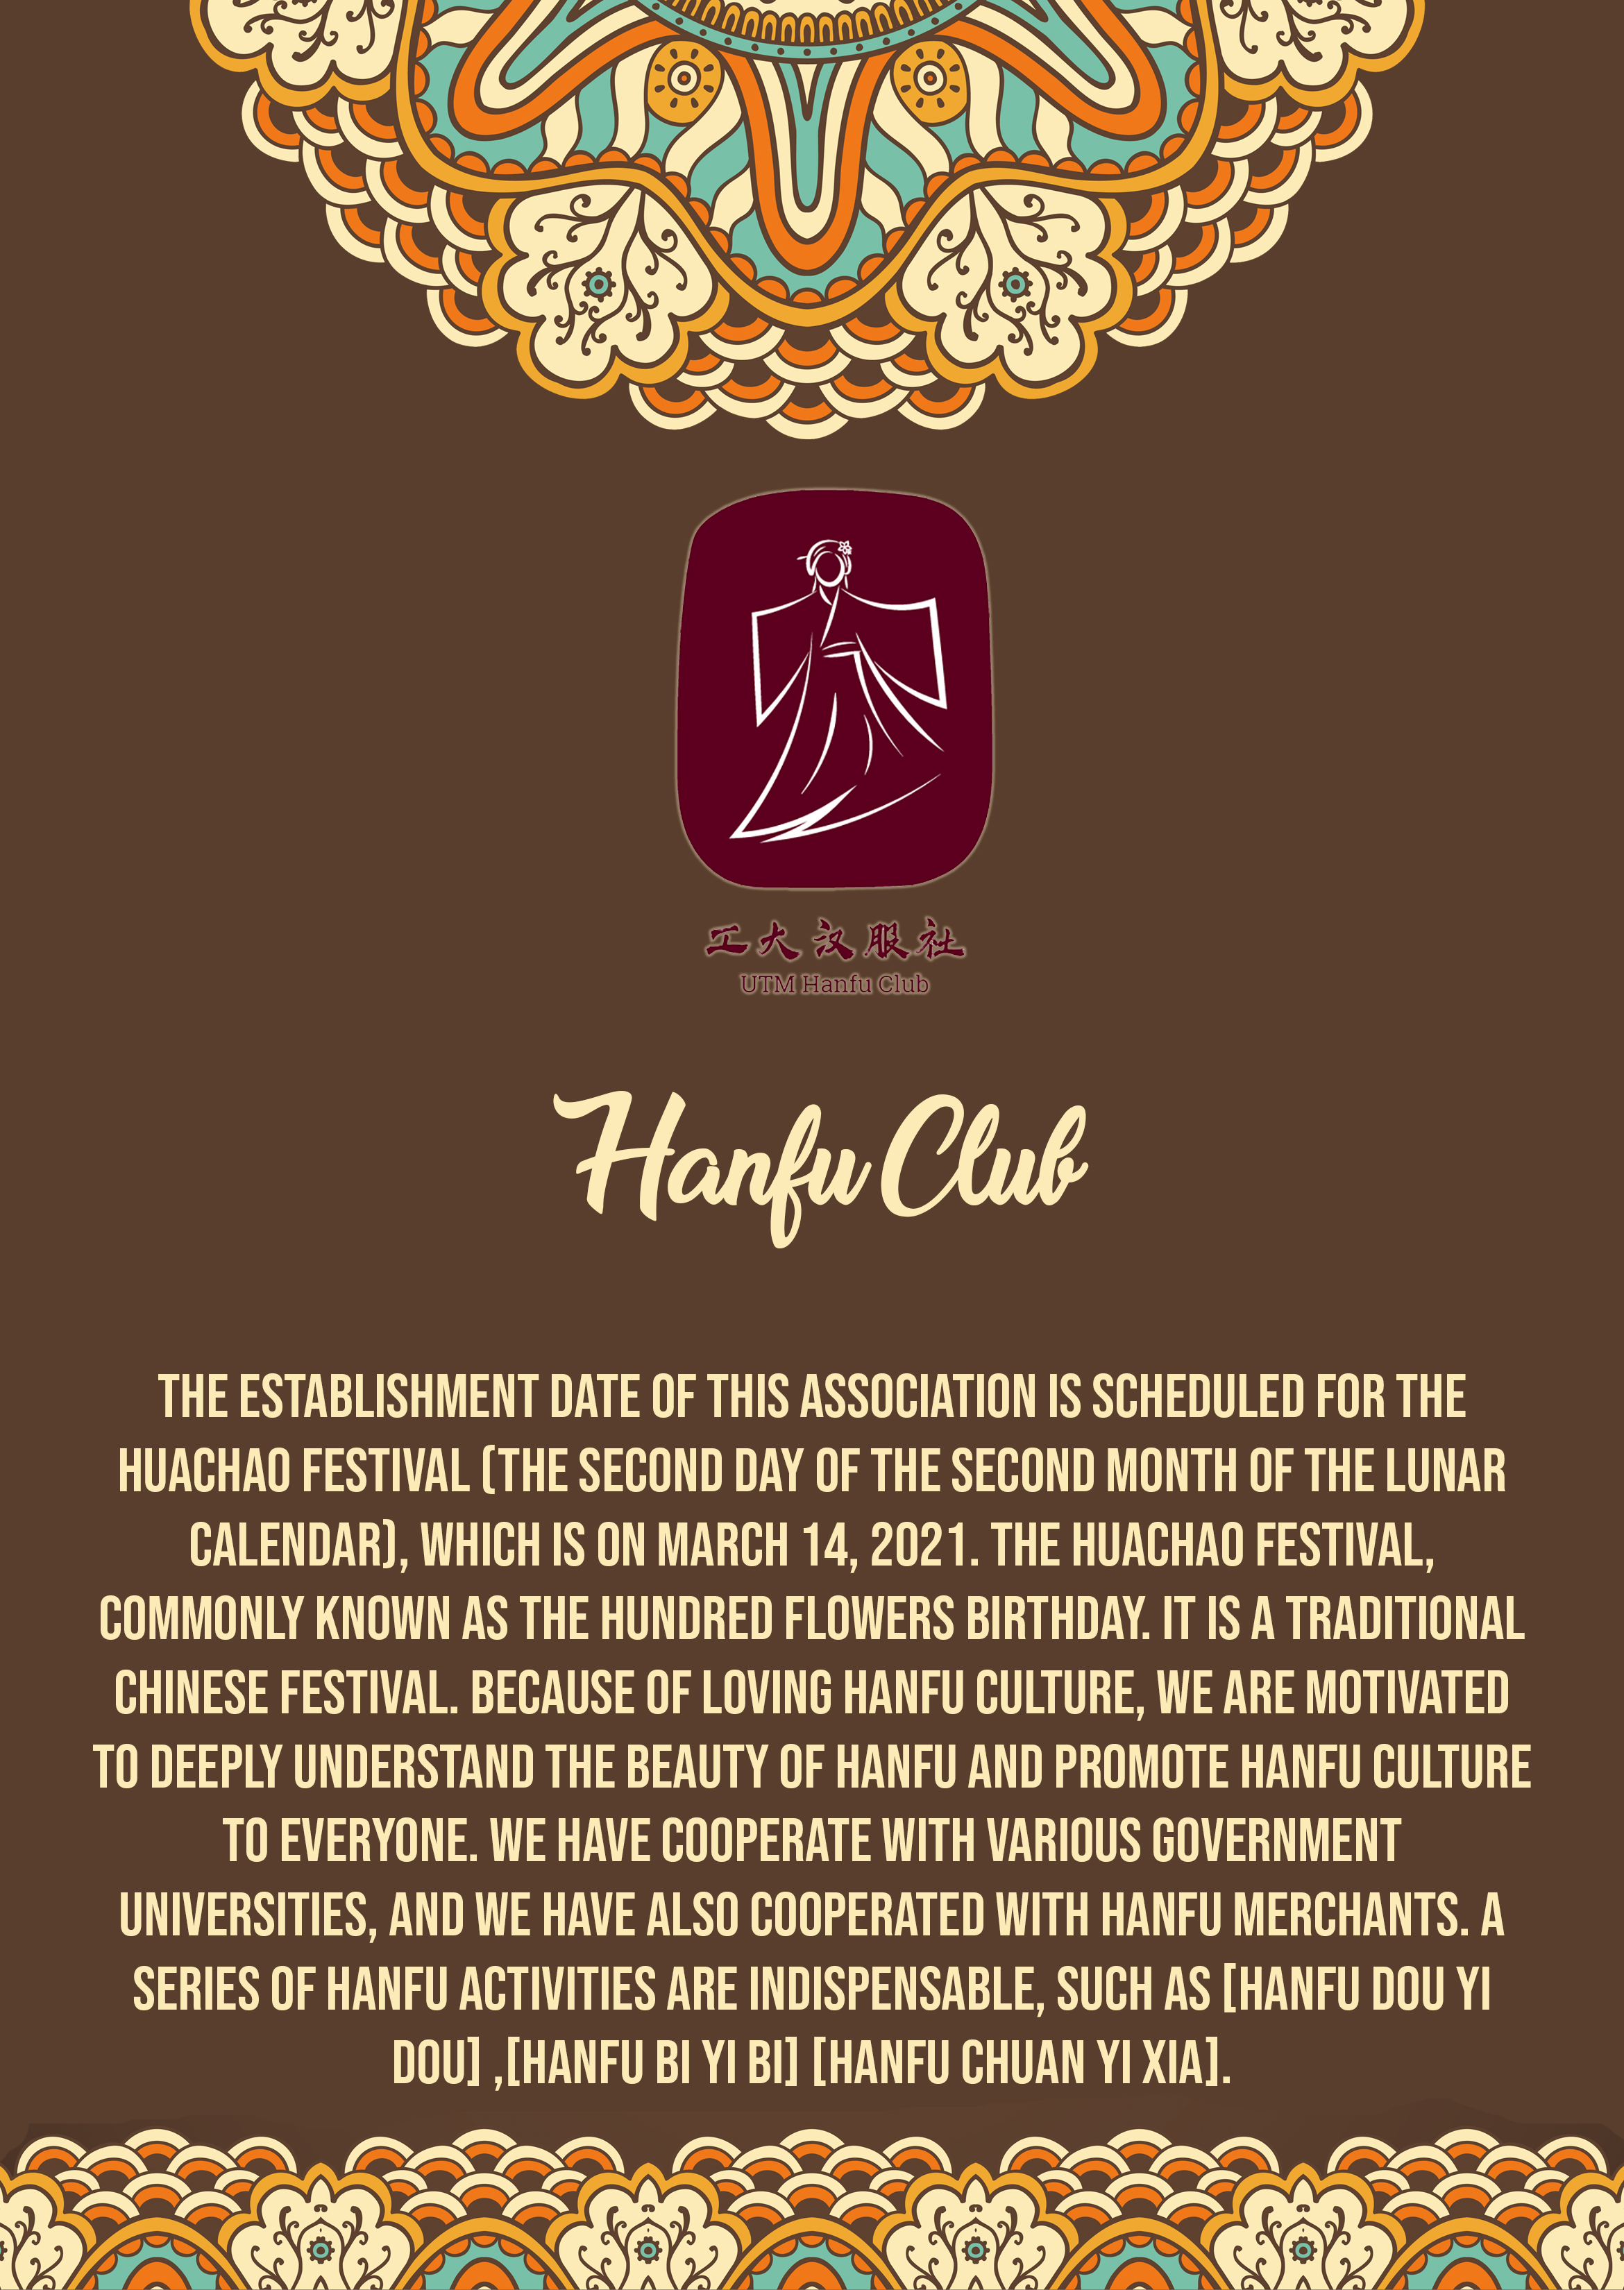 工大汉服社
UTM Hanfu Club
Hanfu Club
THE ESTABLISHMENT DATE OF THIS ASSOCIATION IS SCHEDULED FOR THE
HUACHAO FESTIVAL (THE SECOND DAY OF THE SECOND MONTH OF THE LUNAR
CALENDAR), WHICH IS ON MARCH 14, 2021. THE HUACHAO FESTIVAL,
COMMONLY KNOWN AS THE HUNDRED FLOWERS BIRTHDAY. IT IS A TRADITIONAL
CHINESE FESTIVAL. BECAUSE OF LOVING HANFU CULTURE, WE ARE MOTIVATED
TO DEEPLY UNDERSTAND THE BEAUTY OF HANFU AND PROMOTE HANFU CULTURE
TO EVERYONE. WE HAVE COOPERATE WITH VARIOUS GOVERNMENT
UNIVERSITIES, AND WE HAVE ALSO COOPERATED WITH HANFU MERCHANTS. A
SERIES OF HANFU ACTIVITIES ARE INDISPENSABLE, SUCH AS [HANFU DOU YI
DOU] ,[HANFU BI YI BI] [HANFU CHUAN YI XIA].